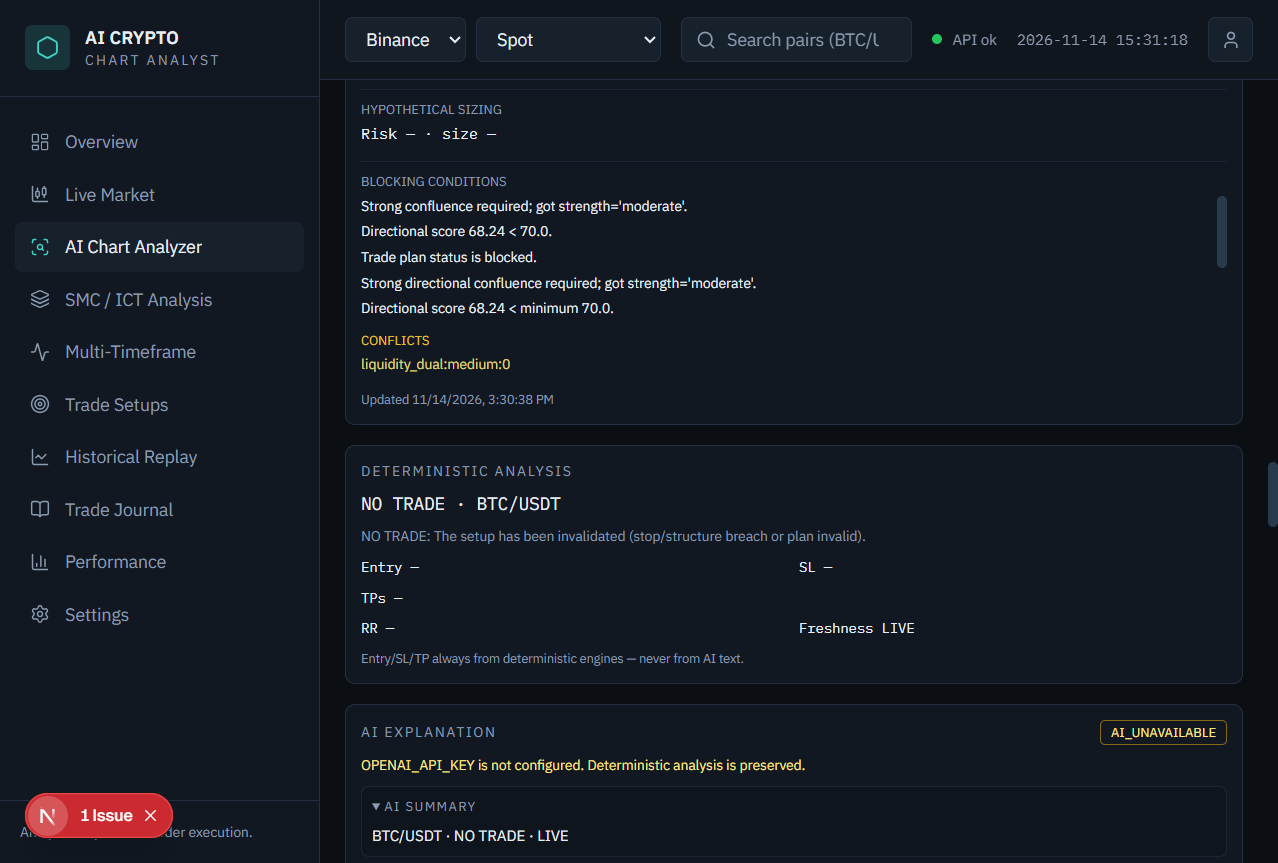 AI CRYPTO
CHART ANALYST
Binance
Spot
Search pairs (BTC/U
API ok
2026-11-14 15:31:18
Overview
Live Market
AI Chart Analyzer
SMC / ICT Analysis
Multi-Timeframe
Trade Setups
Historical Replay
Trade Journal
Performance
Settings
N 1 Issue
der execution.
HYPOTHETICAL SIZING
Risk — · size —
BLOCKING CONDITIONS
Strong confluence required; got strength='moderate'.
Directional score 68.24 < 70.0.
Trade plan status is blocked.
Strong directional confluence required; got strength='moderate'.
Directional score 68.24 < minimum 70.0.
CONFLICTS
liquidity_dual:medium:0
Updated 11/14/2026, 3:30:38 PM
DETERMINISTIC ANALYSIS
NO TRADE · BTC/USDT
NO TRADE: The setup has been invalidated (stop/structure breach or plan invalid).
Entry — SL —
TPs —
RR — Freshness LIVE
Entry/SL/TP always from deterministic engines — never from AI text.
AI EXPLANATION
AI_UNAVAILABLE
OPENAI_API_KEY is not configured. Deterministic analysis is preserved.
▼ AI SUMMARY
BTC/USDT · NO TRADE · LIVE